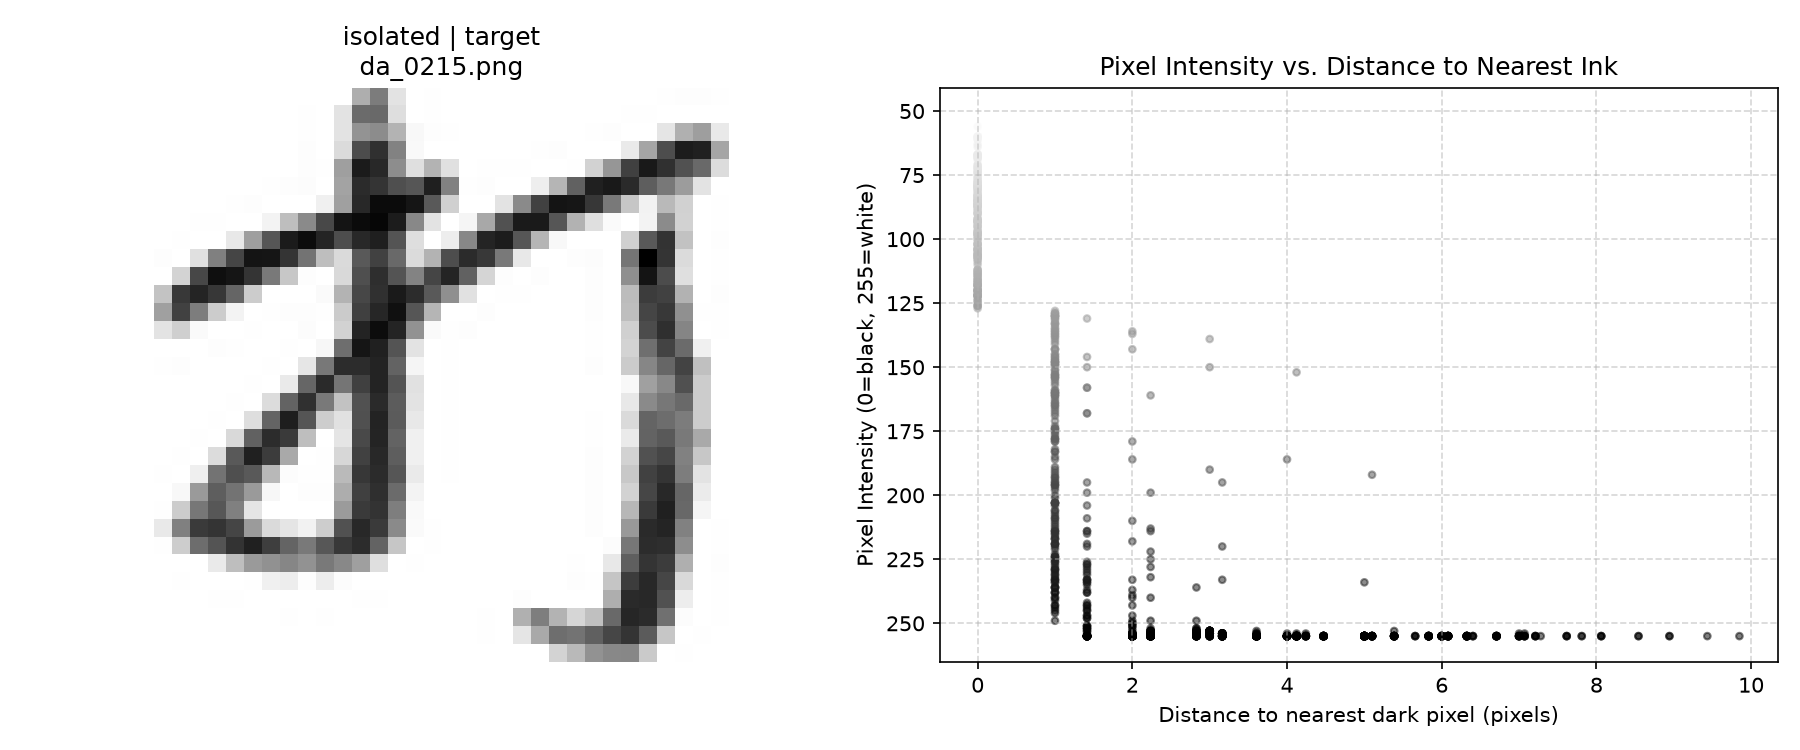 isolated | target
da_0215.png
Pixel Intensity vs. Distance to Nearest Ink
Pixel Intensity (0=black, 255=white)
50
75
100
125
150
175
200
225
250
0 2 4 6 8 10
Distance to nearest dark pixel (pixels)